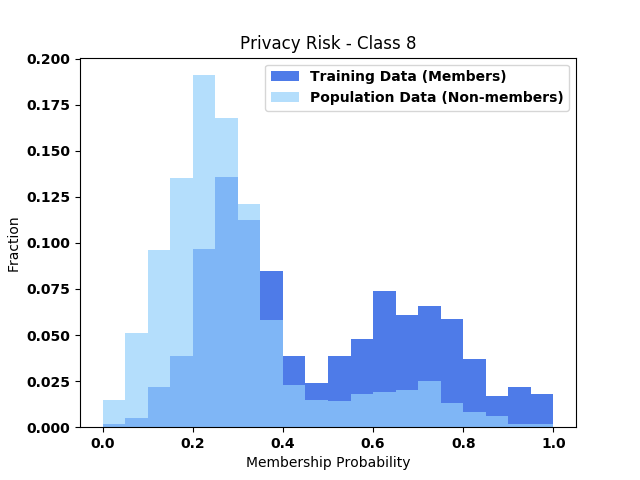 Privacy Risk - Class 8
Training Data (Members)
Population Data (Non-members)
Fraction
0.200
0.175
0.150
0.125
0.100
0.075
0.050
0.025
0.000
0.0 0.2 0.4 0.6 0.8 1.0
Membership Probability